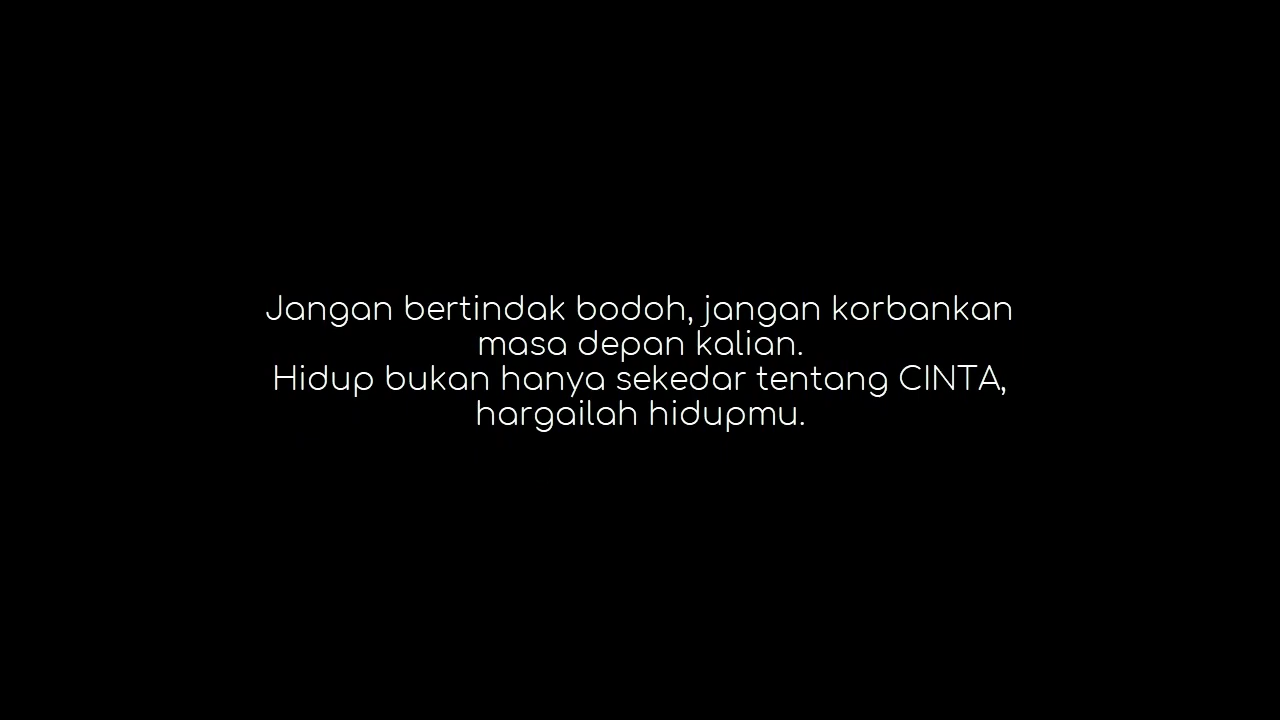 Jangan bertindak bodoh, jangan korbankan
masa depan kalian.
Hidup bukan hanya sekedar tentang CINTA,
hargailah hidupmu.